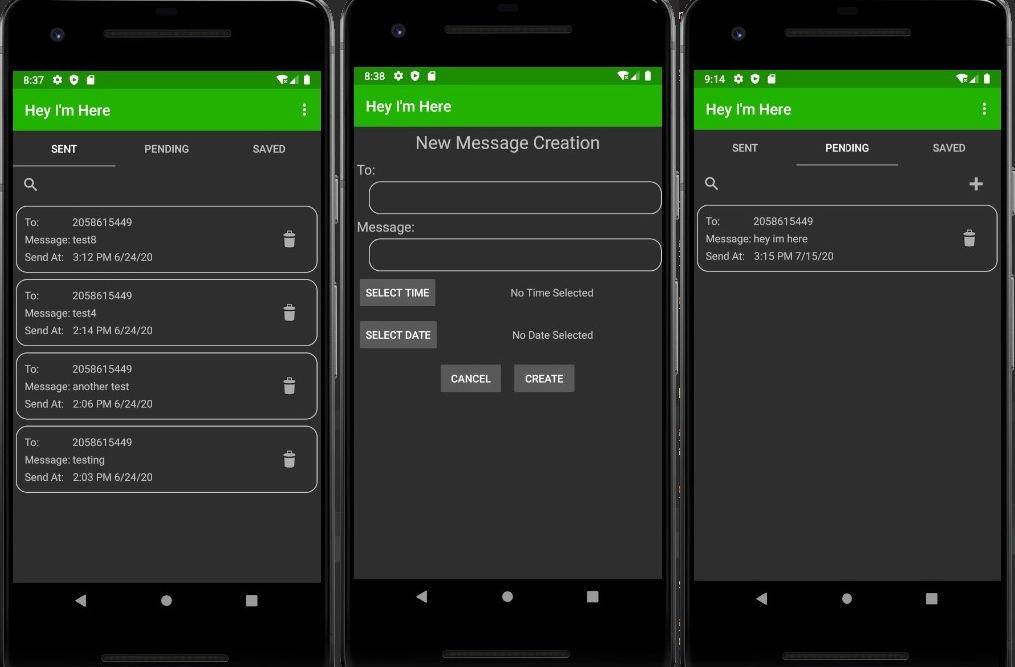 8:37
Hey I'm Here
SENT PENDING SAVED
To: 2058615449
Message: test8
Send At: 3:12 PM 6/24/20
To: 2058615449
Message: test4
Send At: 2:14 PM 6/24/20
To: 2058615449
Message: another test
Send At: 2:06 PM 6/24/20
To: 2058615449
Message: testing
Send At: 2:03 PM 6/24/20
8:38
Hey I'm Here
New Message Creation
To:
Message:
SELECT TIME No Time Selected
SELECT DATE No Date Selected
CANCEL CREATE
9:14
Hey I'm Here
SENT PENDING SAVED
To: 2058615449
Message: hey im here
Send At: 3:15 PM 7/15/20